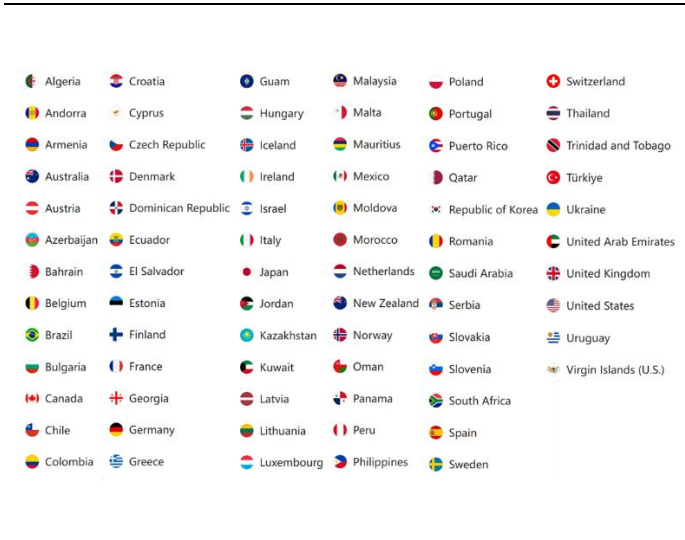 Algeria
Andorra
Armenia
Australia
Austria
Azerbaijan
Bahrain
Belgium
Brazil
Bulgaria
Canada
Chile
Colombia
Croatia
Cyprus
Czech Republic
Denmark
Dominican Republic
Ecuador
El Salvador
Estonia
Finland
France
Georgia
Germany
Greece
Guam
Hungary
Iceland
Ireland
Israel
Italy
Japan
Jordan
Kazakhstan
Kuwait
Latvia
Lithuania
Luxembourg
Malaysia
Malta
Mauritius
Mexico
Moldova
Morocco
Netherlands
New Zealand
Norway
Oman
Panama
Peru
Philippines
Poland
Portugal
Puerto Rico
Qatar
Republic of Korea
Romania
Saudi Arabia
Serbia
Slovakia
Slovenia
South Africa
Spain
Sweden
Switzerland
Thailand
Trinidad and Tobago
Türkiye
Ukraine
United Arab Emirates
United Kingdom
United States
Uruguay
Virgin Islands (U.S.)